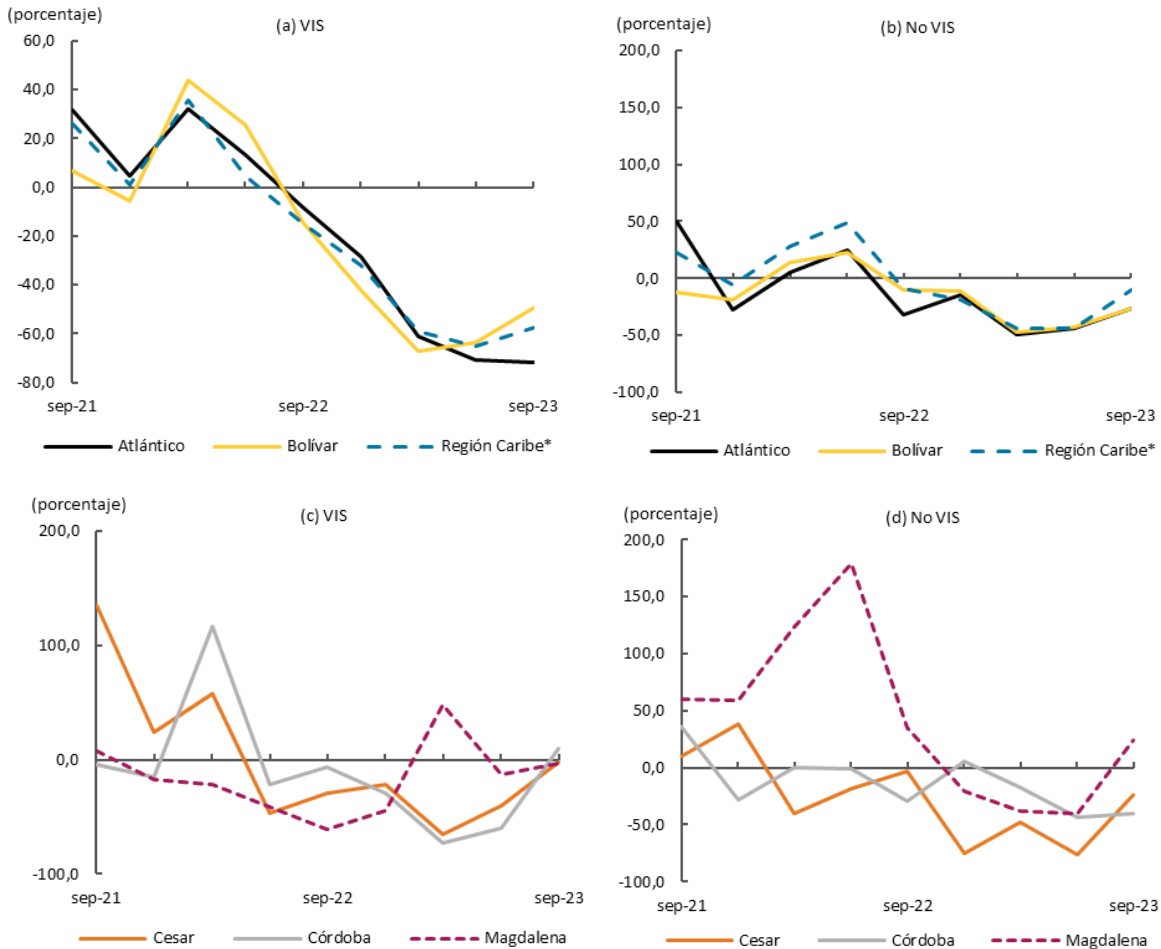 (porcentaje)
(a) VIS
60,0
40,0
20,0
0,0
-20,0
-40,0
-60,0
-80,0
sep-21 sep-22 sep-23
Atlántico Bolívar Región Caribe*
(porcentaje)
(b) No VIS
200,0
150,0
100,0
50,0
0,0
-50,0
-100,0
sep-21 sep-22 sep-23
Atlántico Bolívar Región Caribe*
(porcentaje)
(c) VIS
200,0
100,0
0,0
-100,0
sep-21 sep-22 sep-23
Cesar Córdoba Magdalena
(porcentaje)
(d) No VIS
200,0
150,0
100,0
50,0
0,0
-50,0
-100,0
sep-21 sep-22 sep-23
Cesar Córdoba Magdalena